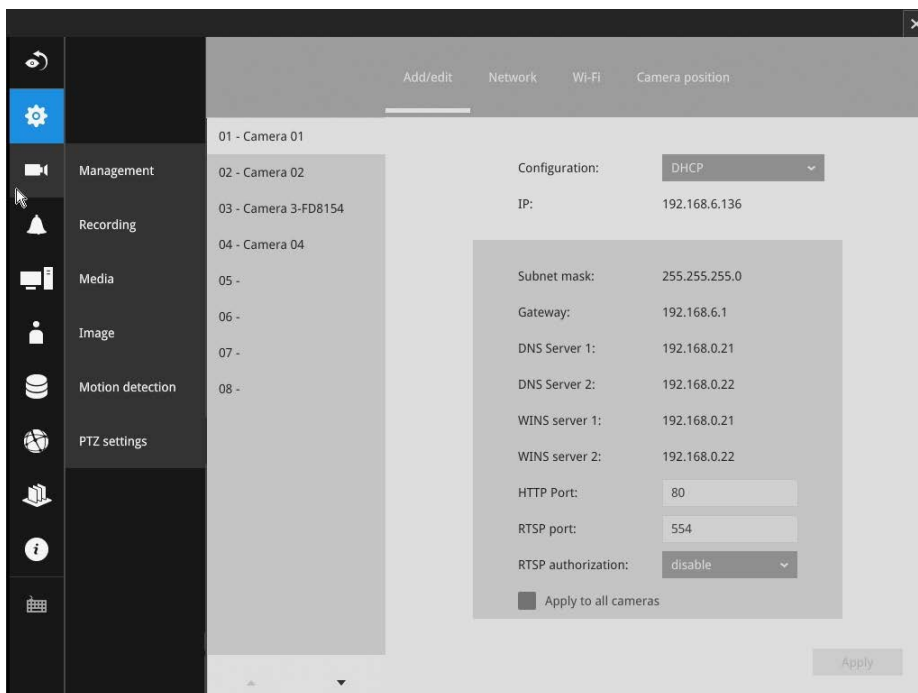 Add/edit Network Wi-Fi Camera position
Management
Recording
Media
Image
Motion detection
PTZ settings
01 - Camera 01
02 - Camera 02
03 - Camera 3-FD8154
04 - Camera 04
05 -
06 -
07 -
08 -
Configuration: DHCP
IP: 192.168.6.136
Subnet mask: 255.255.255.0
Gateway: 192.168.6.1
DNS Server 1: 192.168.0.21
DNS Server 2: 192.168.0.22
WINS server 1: 192.168.0.21
WINS server 2: 192.168.0.22
HTTP Port: 80
RTSP port: 554
RTSP authorization: disable
Apply to all cameras
Apply